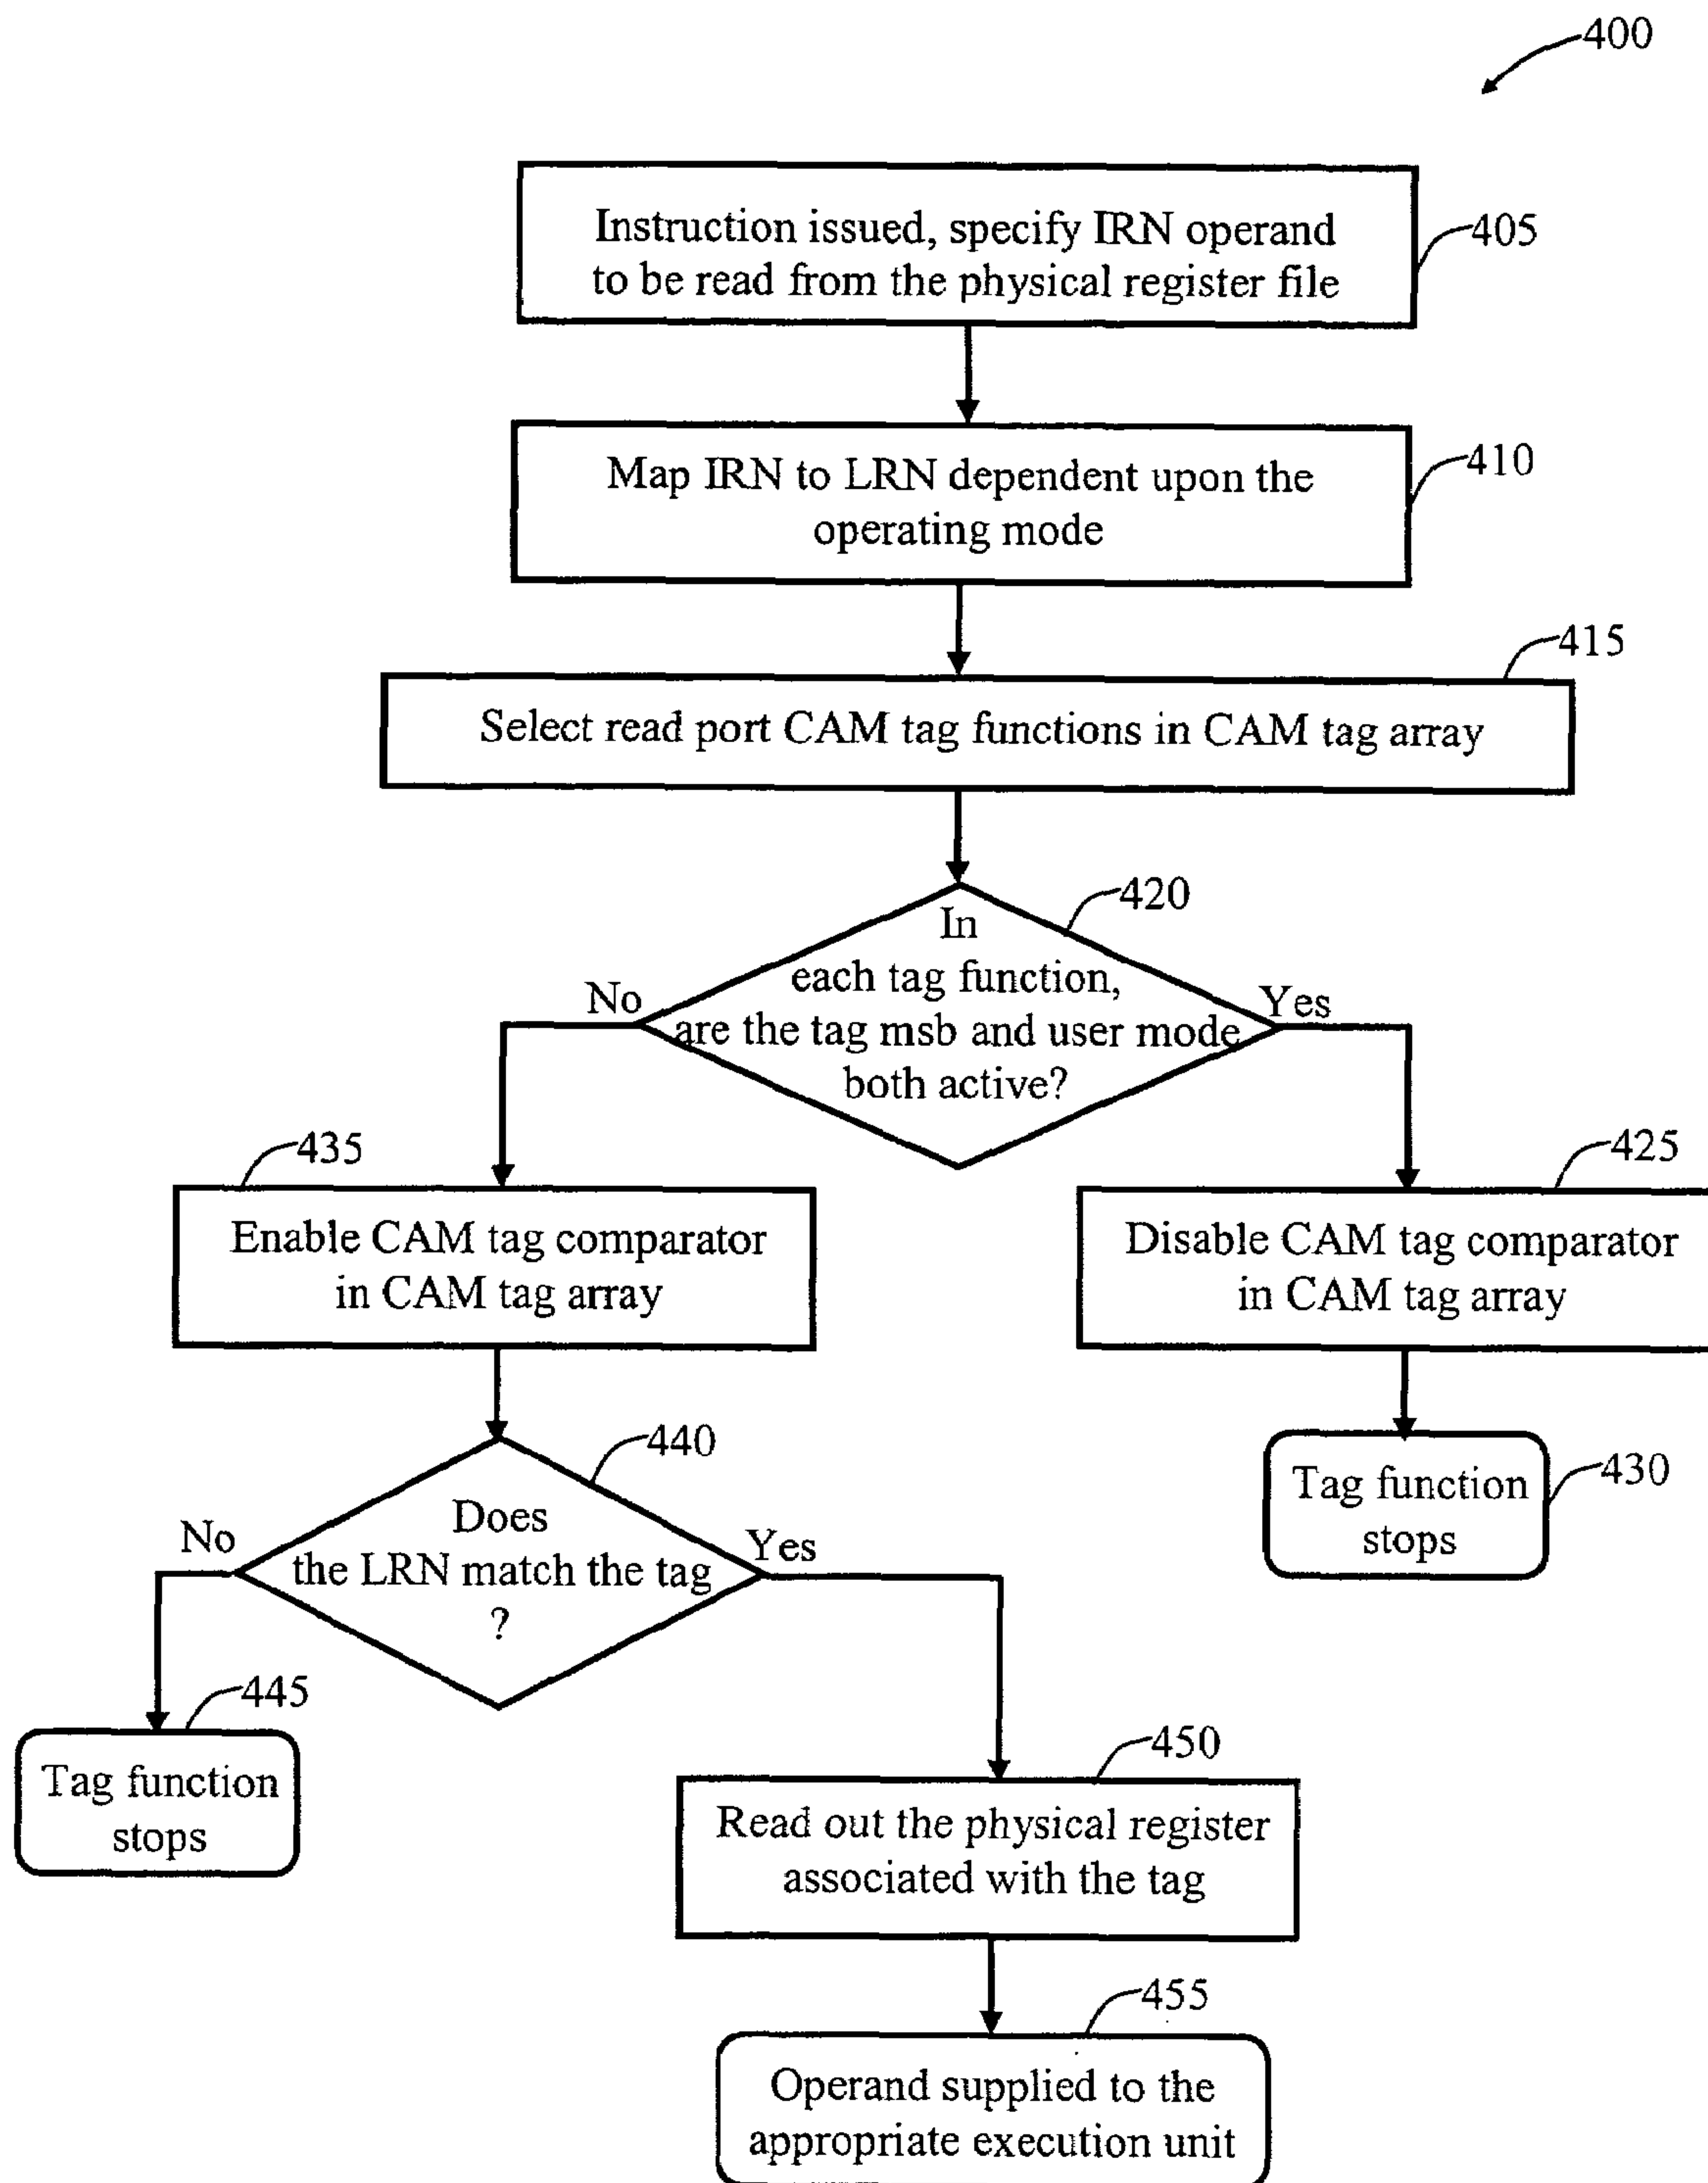 400
Instruction issued, specify IRN operand
to be read from the physical register file
405
Map IRN to LRN dependent upon the
operating mode
410
415
Select read port CAM tag functions in CAM tag array
420
In
each tag function,
are the tag msb and user mode
both active?
No
Yes
435
Enable CAM tag comparator
in CAM tag array
425
Disable CAM tag comparator
in CAM tag array
440
Does
the LRN match the tag
?
No
Yes
Tag function
stops
430
445
Tag function
stops
450
Read out the physical register
associated with the tag
455
Operand supplied to the
appropriate execution unit